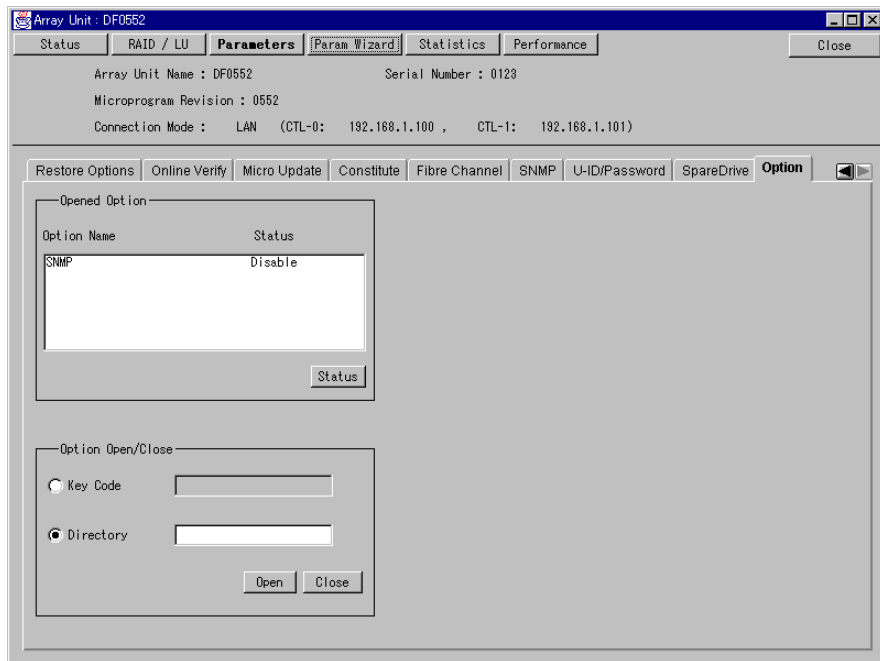 Array Unit : DF0552
Status RAID / LU Parameters Param Wizard Statistics Performance Close
Array Unit Name : DF0552 Serial Number : 0123
Microprogram Revision : 0552
Connection Mode : LAN (CTL-0: 192.168.1.100 , CTL-1: 192.168.1.101)
Restore Options Online Verify Micro Update Constitute Fibre Channel SNMP U-ID/Password SpareDrive Option
Opened Option
Option Name Status
SNMP Disable
Status
Option Open/Close
Key Code
Directory
Open Close